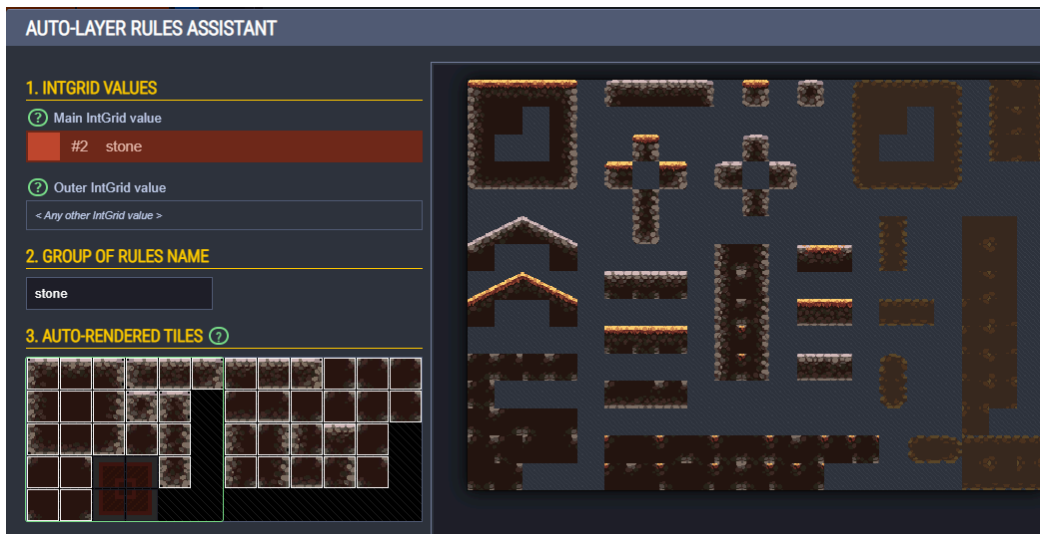 AUTO-LAYER RULES ASSISTANT
1. INTGRID VALUES
? Main IntGrid value
#2 stone
? Outer IntGrid value
< Any other IntGrid value >
2. GROUP OF RULES NAME
stone
3. AUTO-RENDERED TILES ?